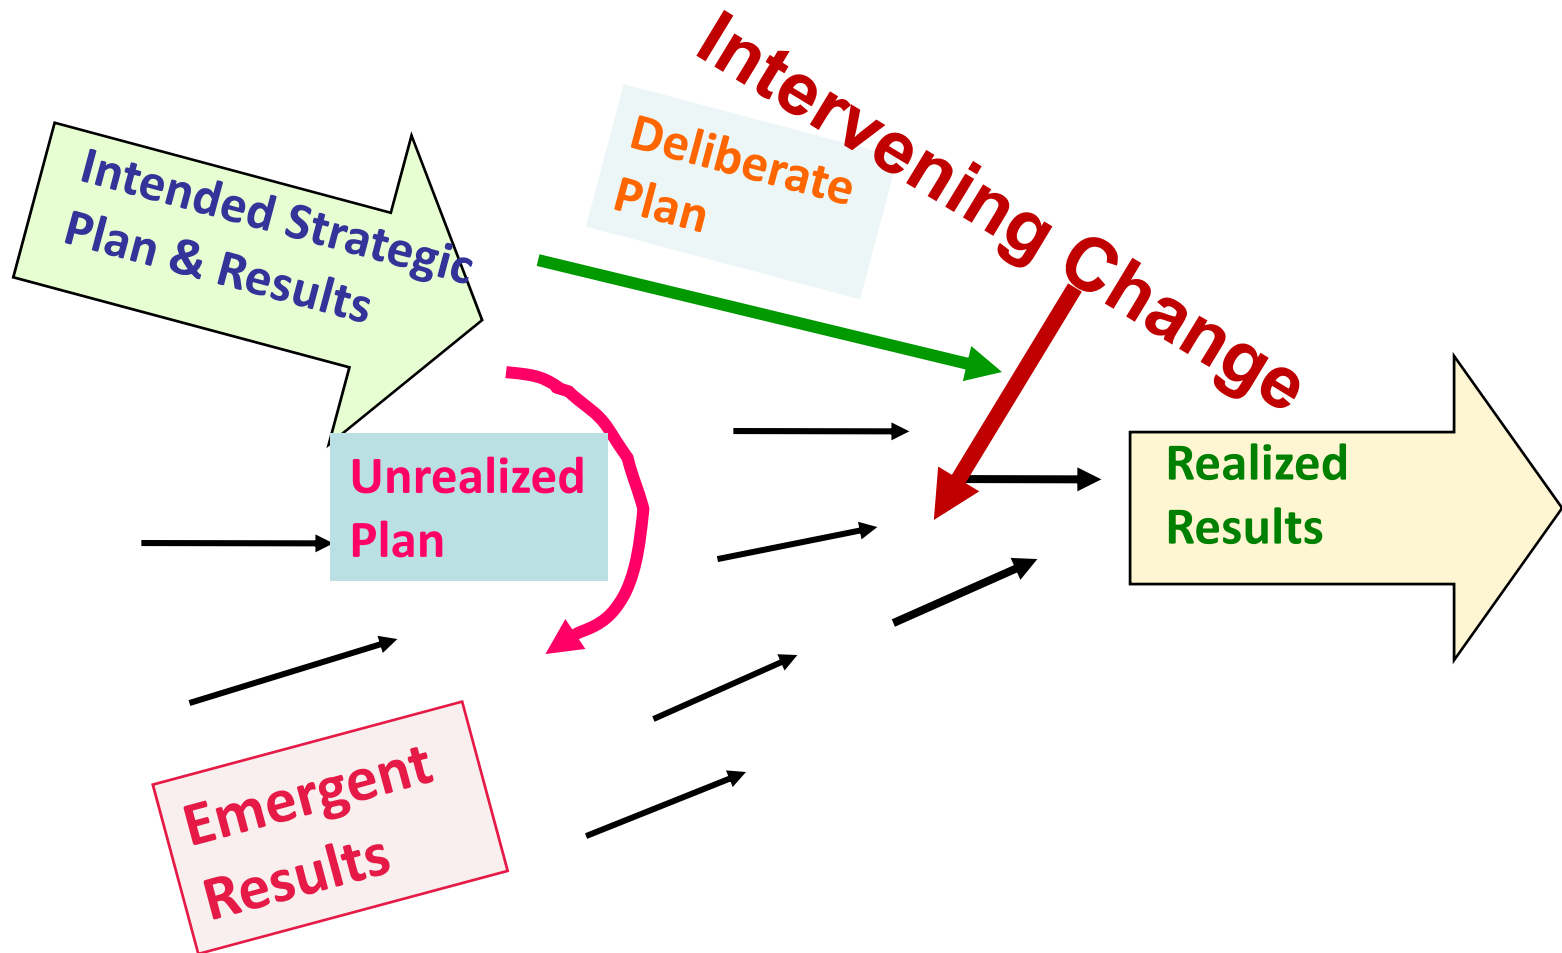 Intervening Change
Deliberate
Plan
Intended Strategic
Plan & Results
Unrealized
Plan
Realized
Results
Emergent
Results